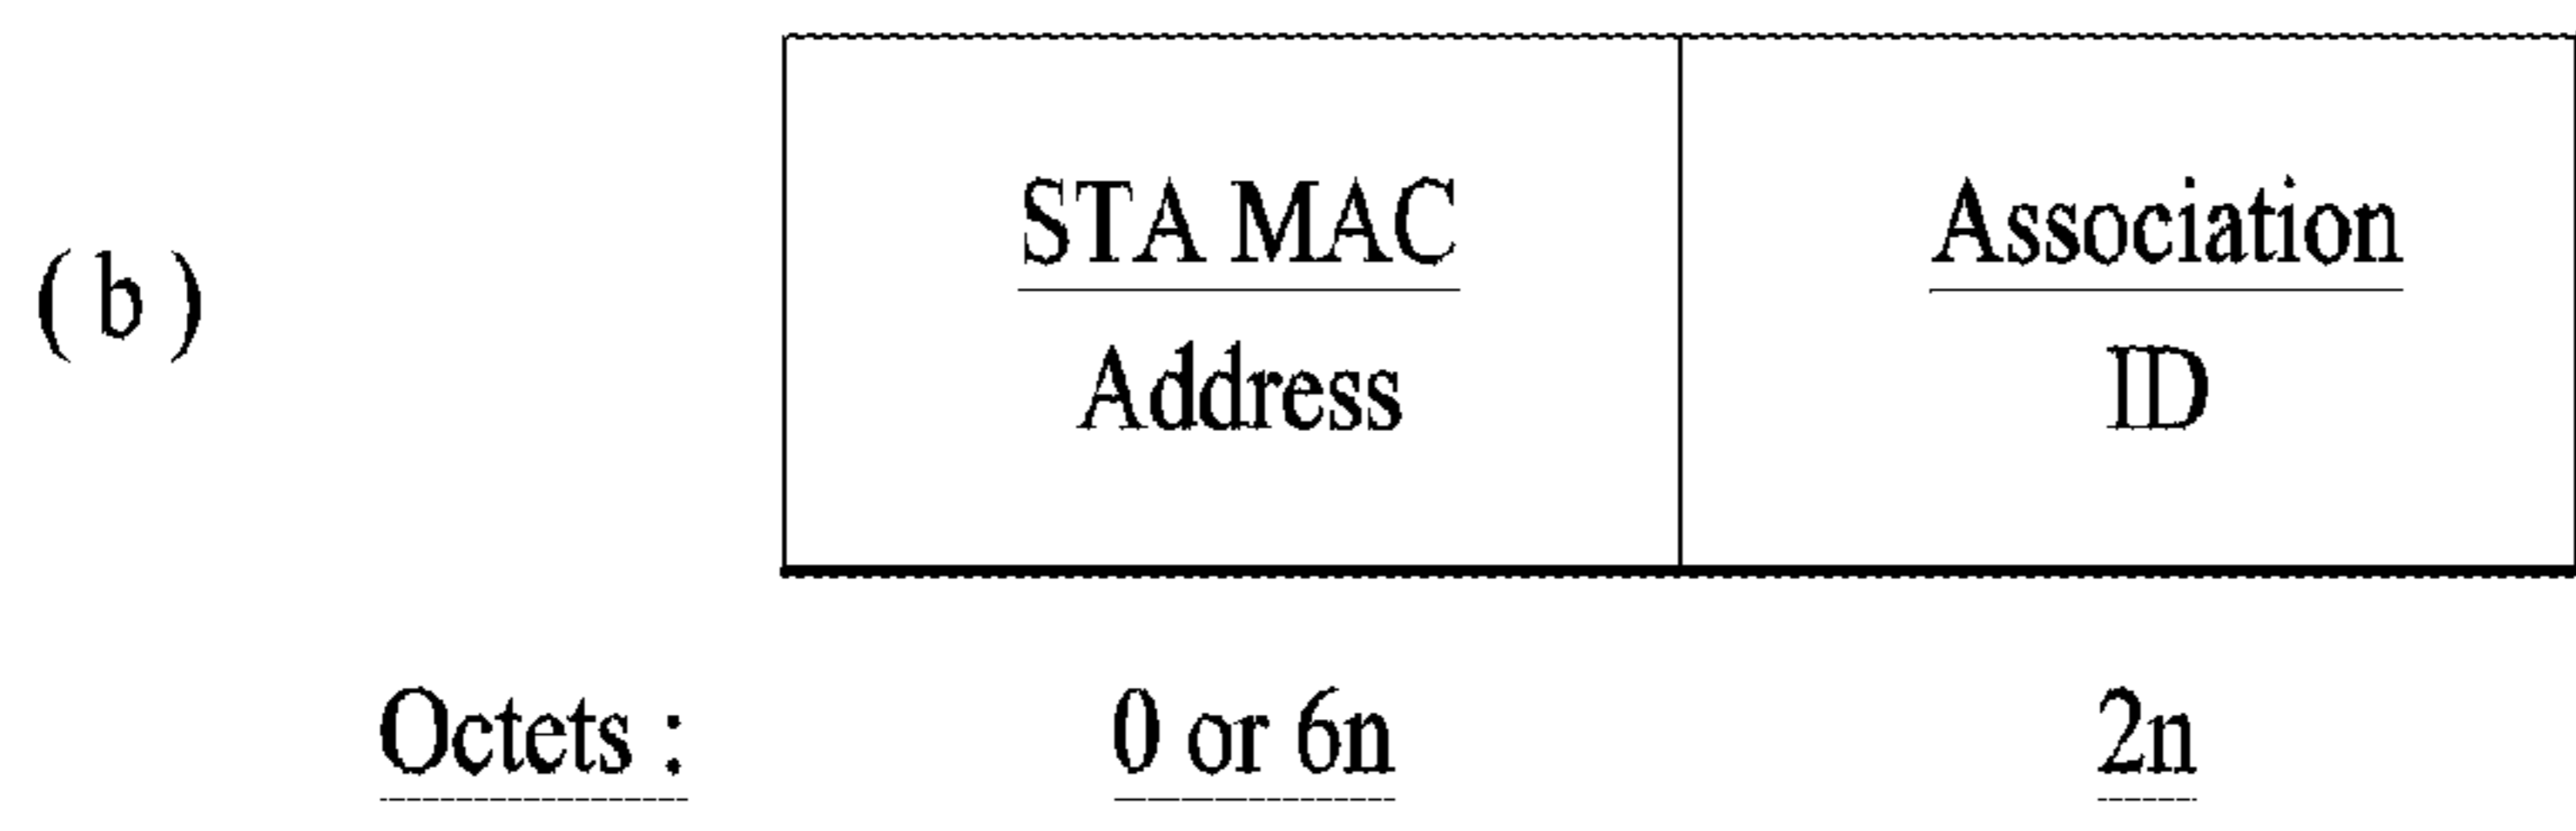 (b)
STA MAC
Address
Association
ID
Octets : 0 or 6n 2n